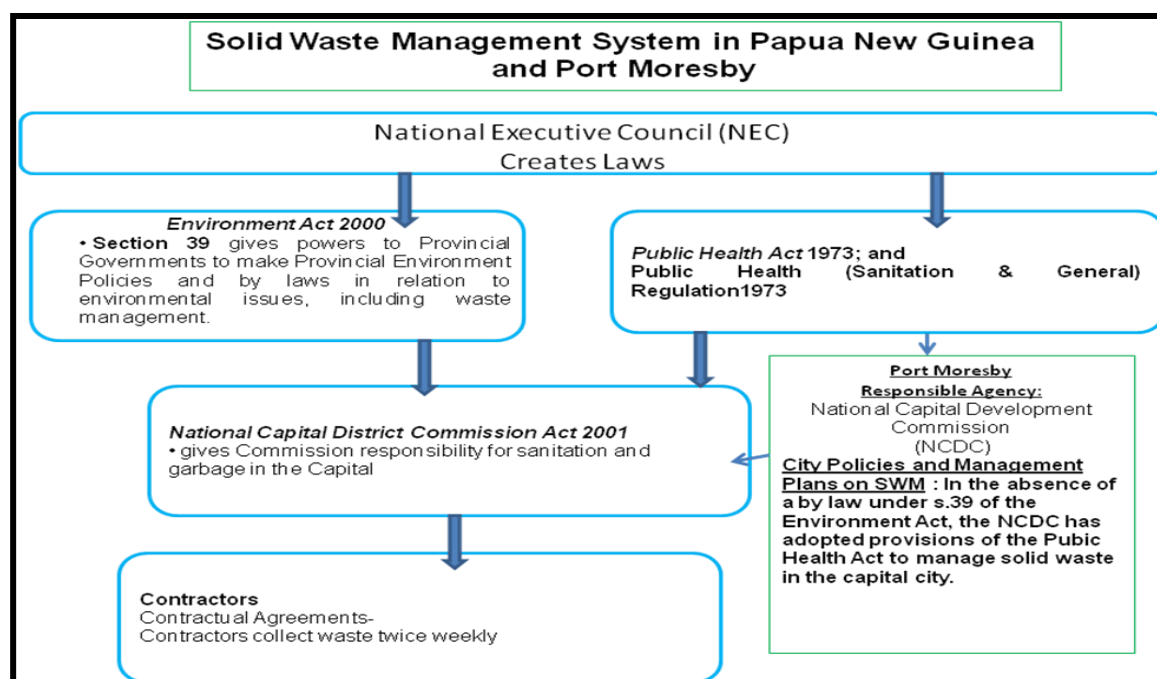 Solid Waste Management System in Papua New Guinea
and Port Moresby
National Executive Council (NEC)
Creates Laws
Environment Act 2000
• Section 39 gives powers to Provincial
Governments to make Provincial Environment
Policies and by laws in relation to
environmental issues, including waste
management.
Public Health Act 1973; and
Public Health (Sanitation & General)
Regulation1973
National Capital District Commission Act 2001
• gives Commission responsibility for sanitation and
garbage in the Capital
Port Moresby
Responsible Agency:
National Capital Development
Commission
(NCDC)
City Policies and Management
Plans on SWM : In the absence of
a by law under s.39 of the
Environment Act, the NCDC has
adopted provisions of the Pubic
Health Act to manage solid waste
in the capital city.
Contractors
Contractual Agreements-
Contractors collect waste twice weekly